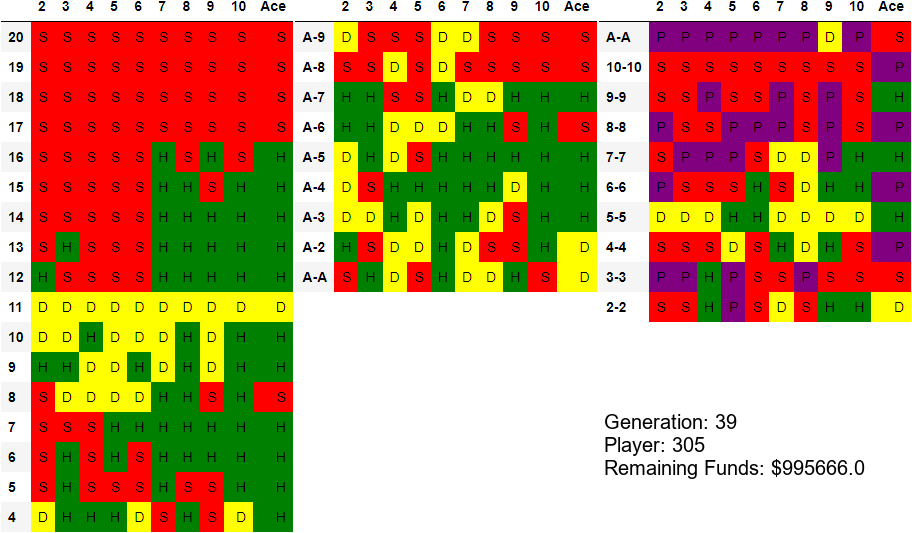 2 3 4 5 6 7 8 9 10 Ace
20 S S S S S S S S S S
19 S S S S S S S S S S
18 S S S S S S S S S S
17 S S S S S S S S S S
16 S S S S S H S H S H
15 S S S S S H H S H H
14 S S S S S H H H H H
13 S H S S S H H H H H
12 H S S S S H H H H H
11 D D D D D D D D D D
10 D D H D D D H D H H
9 H H D D H D H D H H
8 S D D D D H H S H S
7 S S S H H H H H H H
6 S H S H S H H H H H
5 S H S S S H S S H H
4 D H H H D S H S D H
2 3 4 5 6 7 8 9 10 Ace
A-9 D S S S D D S S S S
A-8 S S D S D S S S S S
A-7 H H S S H D D H H H
A-6 H H D D D H H S H S
A-5 D H D S H H H H H H
A-4 D S H H H H H D H H
A-3 D D H D H H D S H H
A-2 H S D D H D S S H D
A-A S H D S H D D H S D
2 3 4 5 6 7 8 9 10 Ace
A-A P P P P P P P D P S
10-10 S S S S S S S S S P
9-9 S S P S S P S P S H
8-8 P S S P P P S P S P
7-7 S P P P S D D P H H
6-6 P S S S H S D H H P
5-5 D D D H H D D D D H
4-4 S S S D S H D H S P
3-3 P P H P S S P S S S
2-2 S S H P S D S H H D
Generation: 39
Player: 305
Remaining Funds: $995666.0